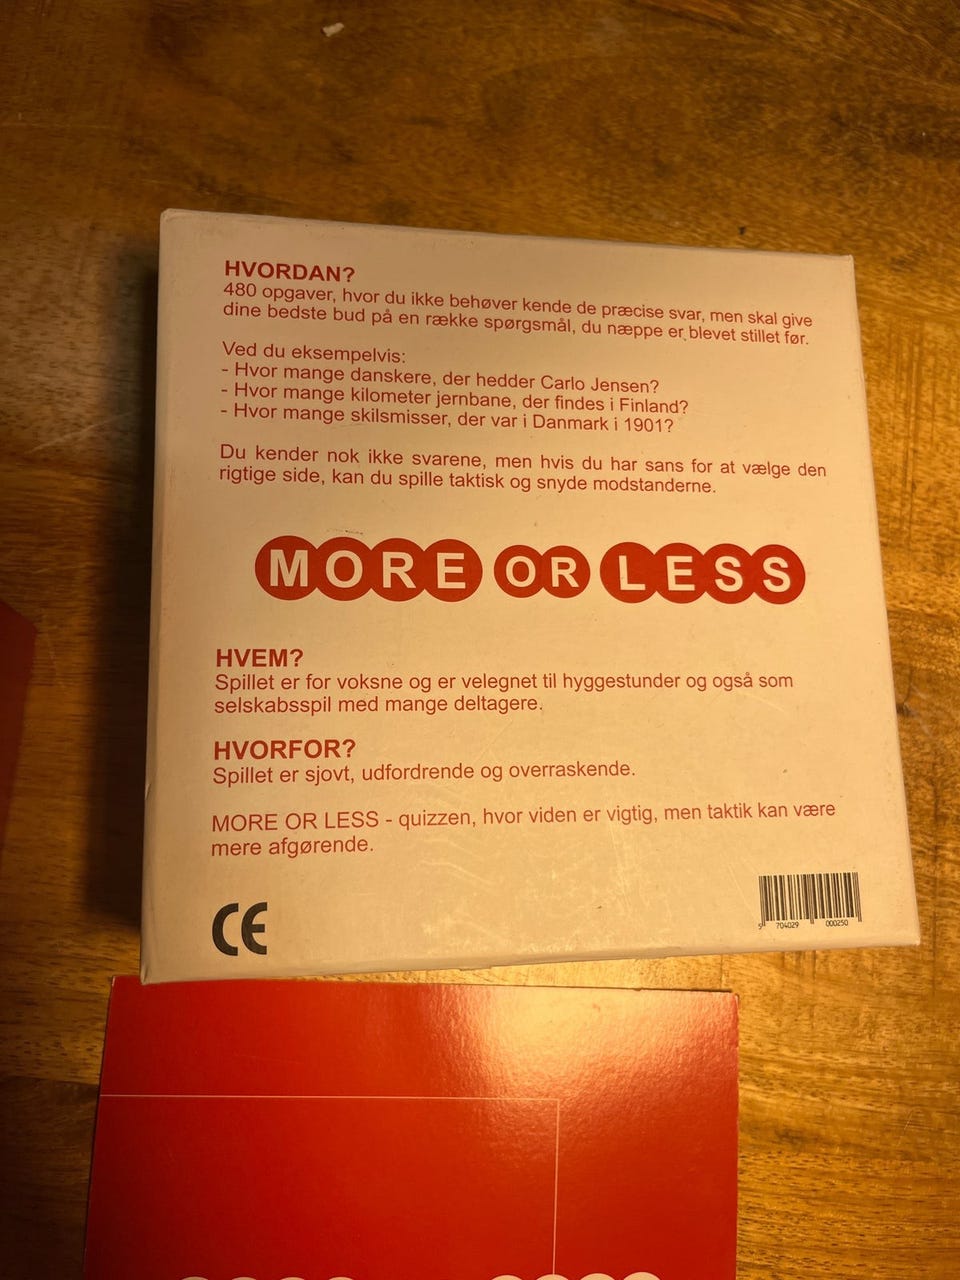 HVORDAN?
480 opgaver, hvor du ikke behøver kende de præcise svar, men skal give
dine bedste bud på en række spørgsmål, du næppe er blevet stillet før.
Ved du eksempelvis:
- Hvor mange danskere, der hedder Carlo Jensen?
- Hvor mange kilometer jernbane, der findes i Finland?
- Hvor mange skilsmisser, der var i Danmark i 1901?
Du kender nok ikke svarene, men hvis du har sans for at vælge den
rigtige side, kan du spille taktisk og snyde modstanderne.
MORE OR LESS
HVEM?
Spillet er for voksne og er velegnet til hyggestunder og også som
selskabsspil med mange deltagere.
HVORFOR?
Spillet er sjovt, udfordrende og overraskende.
MORE OR LESS - quizzen, hvor viden er vigtig, men taktik kan være
mere afgørende.
CE
5 704029 000250